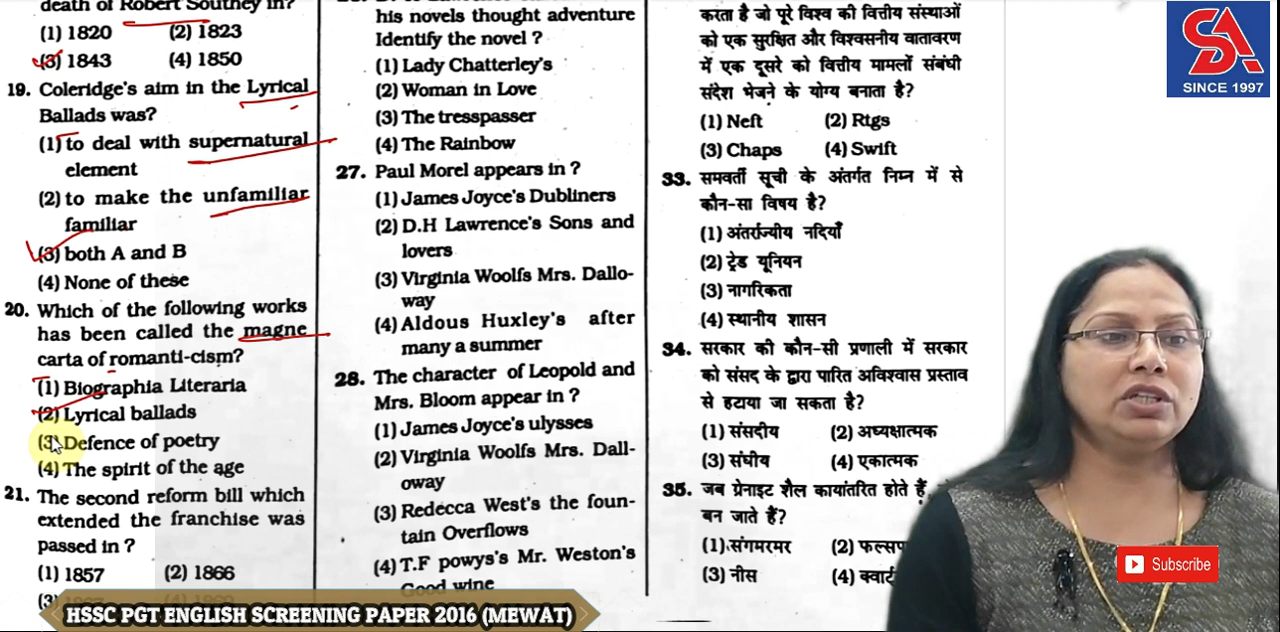 death of Robert Southey in?
(1) 1820 (2) 1823
(3) 1843 (4) 1850
19. Coleridge's aim in the Lyrical
Ballads was?
(1) to deal with supernatural
element
(2) to make the unfamiliar
familiar
(3) both A and B
(4) None of these
20. Which of the following works
has been called the magne
carta of romanti-cism?
(1) Biographia Literaria
(2) Lyrical ballads
(3) Defence of poetry
(4) The spirit of the age
21. The second reform bill which
extended the franchise was
passed in ?
(1) 1857 (2) 1866
(3)
his novels thought adventure
Identify the novel ?
(1) Lady Chatterley's
(2) Woman in Love
(3) The tresspasser
(4) The Rainbow
27. Paul Morel appears in ?
(1) James Joyce's Dubliners
(2) D.H Lawrence's Sons and
lovers
(3) Virginia Woolfs Mrs. Dallo-
way
(4) Aldous Huxley's after
many a summer
28. The character of Leopold and
Mrs. Bloom appear in ?
(1) James Joyce's ulysses
(2) Virginia Woolfs Mrs. Dall-
oway
(3) Redecca West's the foun-
tain Overflows
(4) T.F powys's Mr. Weston's
Good wine
करता है जो पूरे विश्व की वित्तीय संस्थाओं
को एक सुरक्षित और विश्वसनीय वातावरण
में एक दूसरे को वित्तीय मामलों संबंधी
संदेश भेजने के योग्य बनाता है?
(1) Neft (2) Rtgs
(3) Chaps (4) Swift
33. समवर्ती सूची के अंतर्गत निम्न में से
कौन-सा विषय है?
(1) अंतर्राज्यीय नदियाँ
(2) ट्रेड यूनियन
(3) नागरिकता
(4) स्थानीय शासन
34. सरकार की कौन-सी प्रणाली में सरकार
को संसद के द्वारा पारित अविश्वास प्रस्ताव
से हटाया जा सकता है?
(1) संसदीय (2) अध्यक्षात्मक
(3) संघीय (4) एकात्मक
35. जब ग्रेनाइट शैल कायांतरित होते हैं
बन जाते हैं?
(1) संगमरमर (2)
(3) नीस (4)
SA
SINCE 1997
Subscribe
HSSC PGT ENGLISH SCREENING PAPER 2016 (MEWAT)